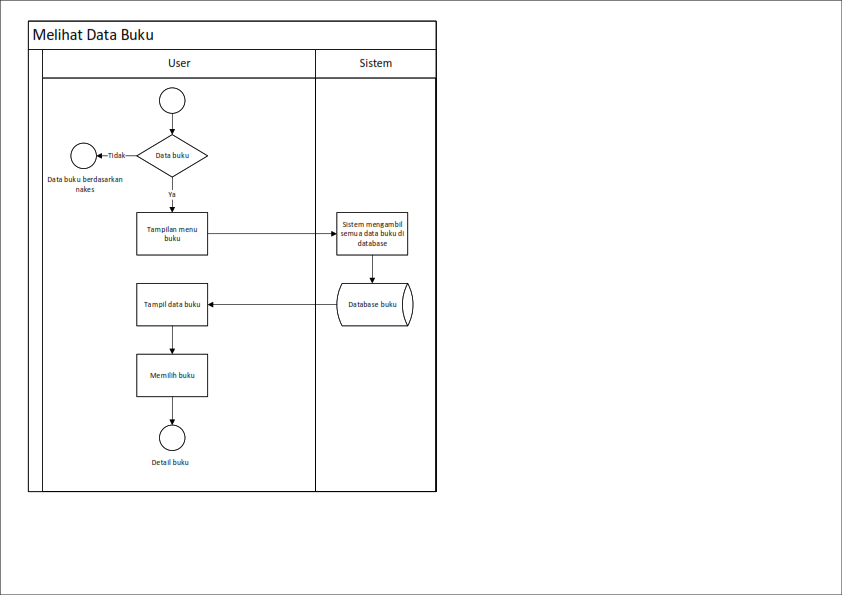 Melihat Data Buku
User
Sistem
Data buku
Tidak
Data buku berdasarkan
nakes
Ya
Tampilan menu
buku
Sistem mengambil
semua data buku di
database
Tampil data buku
Database buku
Memilih buku
Detail buku